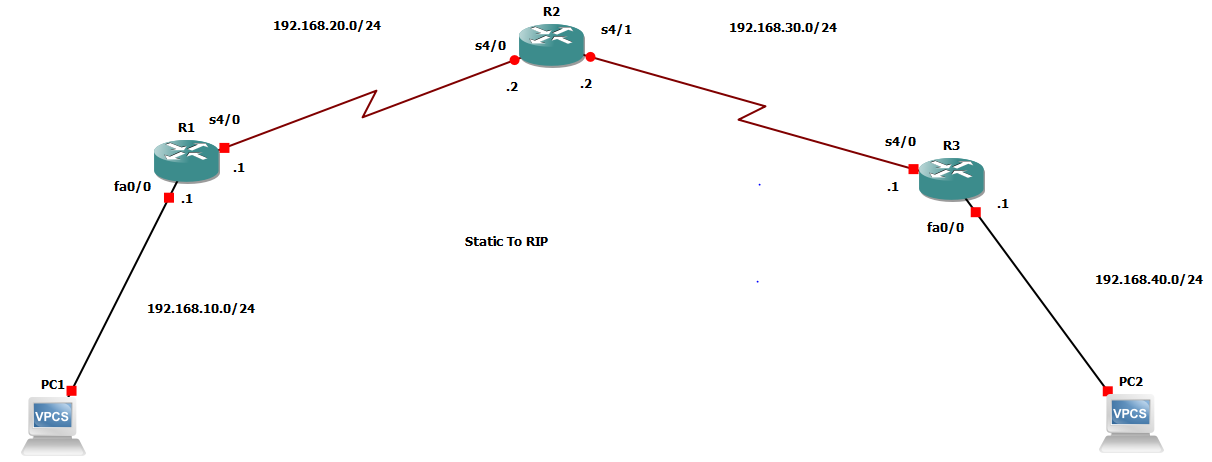 R2
192.168.20.0/24
s4/1
192.168.30.0/24
s4/0
.2
.2
s4/0
R1
s4/0
R3
.1
fa0/0
.1
.1
.1
fa0/0
Static To RIP
192.168.40.0/24
192.168.10.0/24
PC1
PC2
VPCS
VPCS